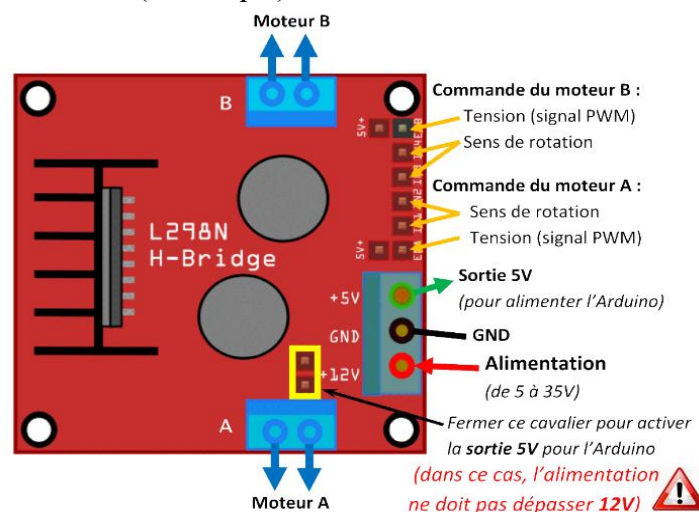 Moteur B
B
Commande du moteur B :
Tension (signal PWM)
Sens de rotation
5V+
Commande du moteur A :
Sens de rotation
Tension (signal PWM)
5V+
L298N
H-Bridge
+5V
Sortie 5V
(pour alimenter l'Arduino)
GND
GND
+12V
Alimentation
(de 5 à 35V)
A
Fermer ce cavalier pour activer
la sortie 5V pour l'Arduino
(dans ce cas, l'alimentation
ne doit pas dépasser 12V)
Moteur A